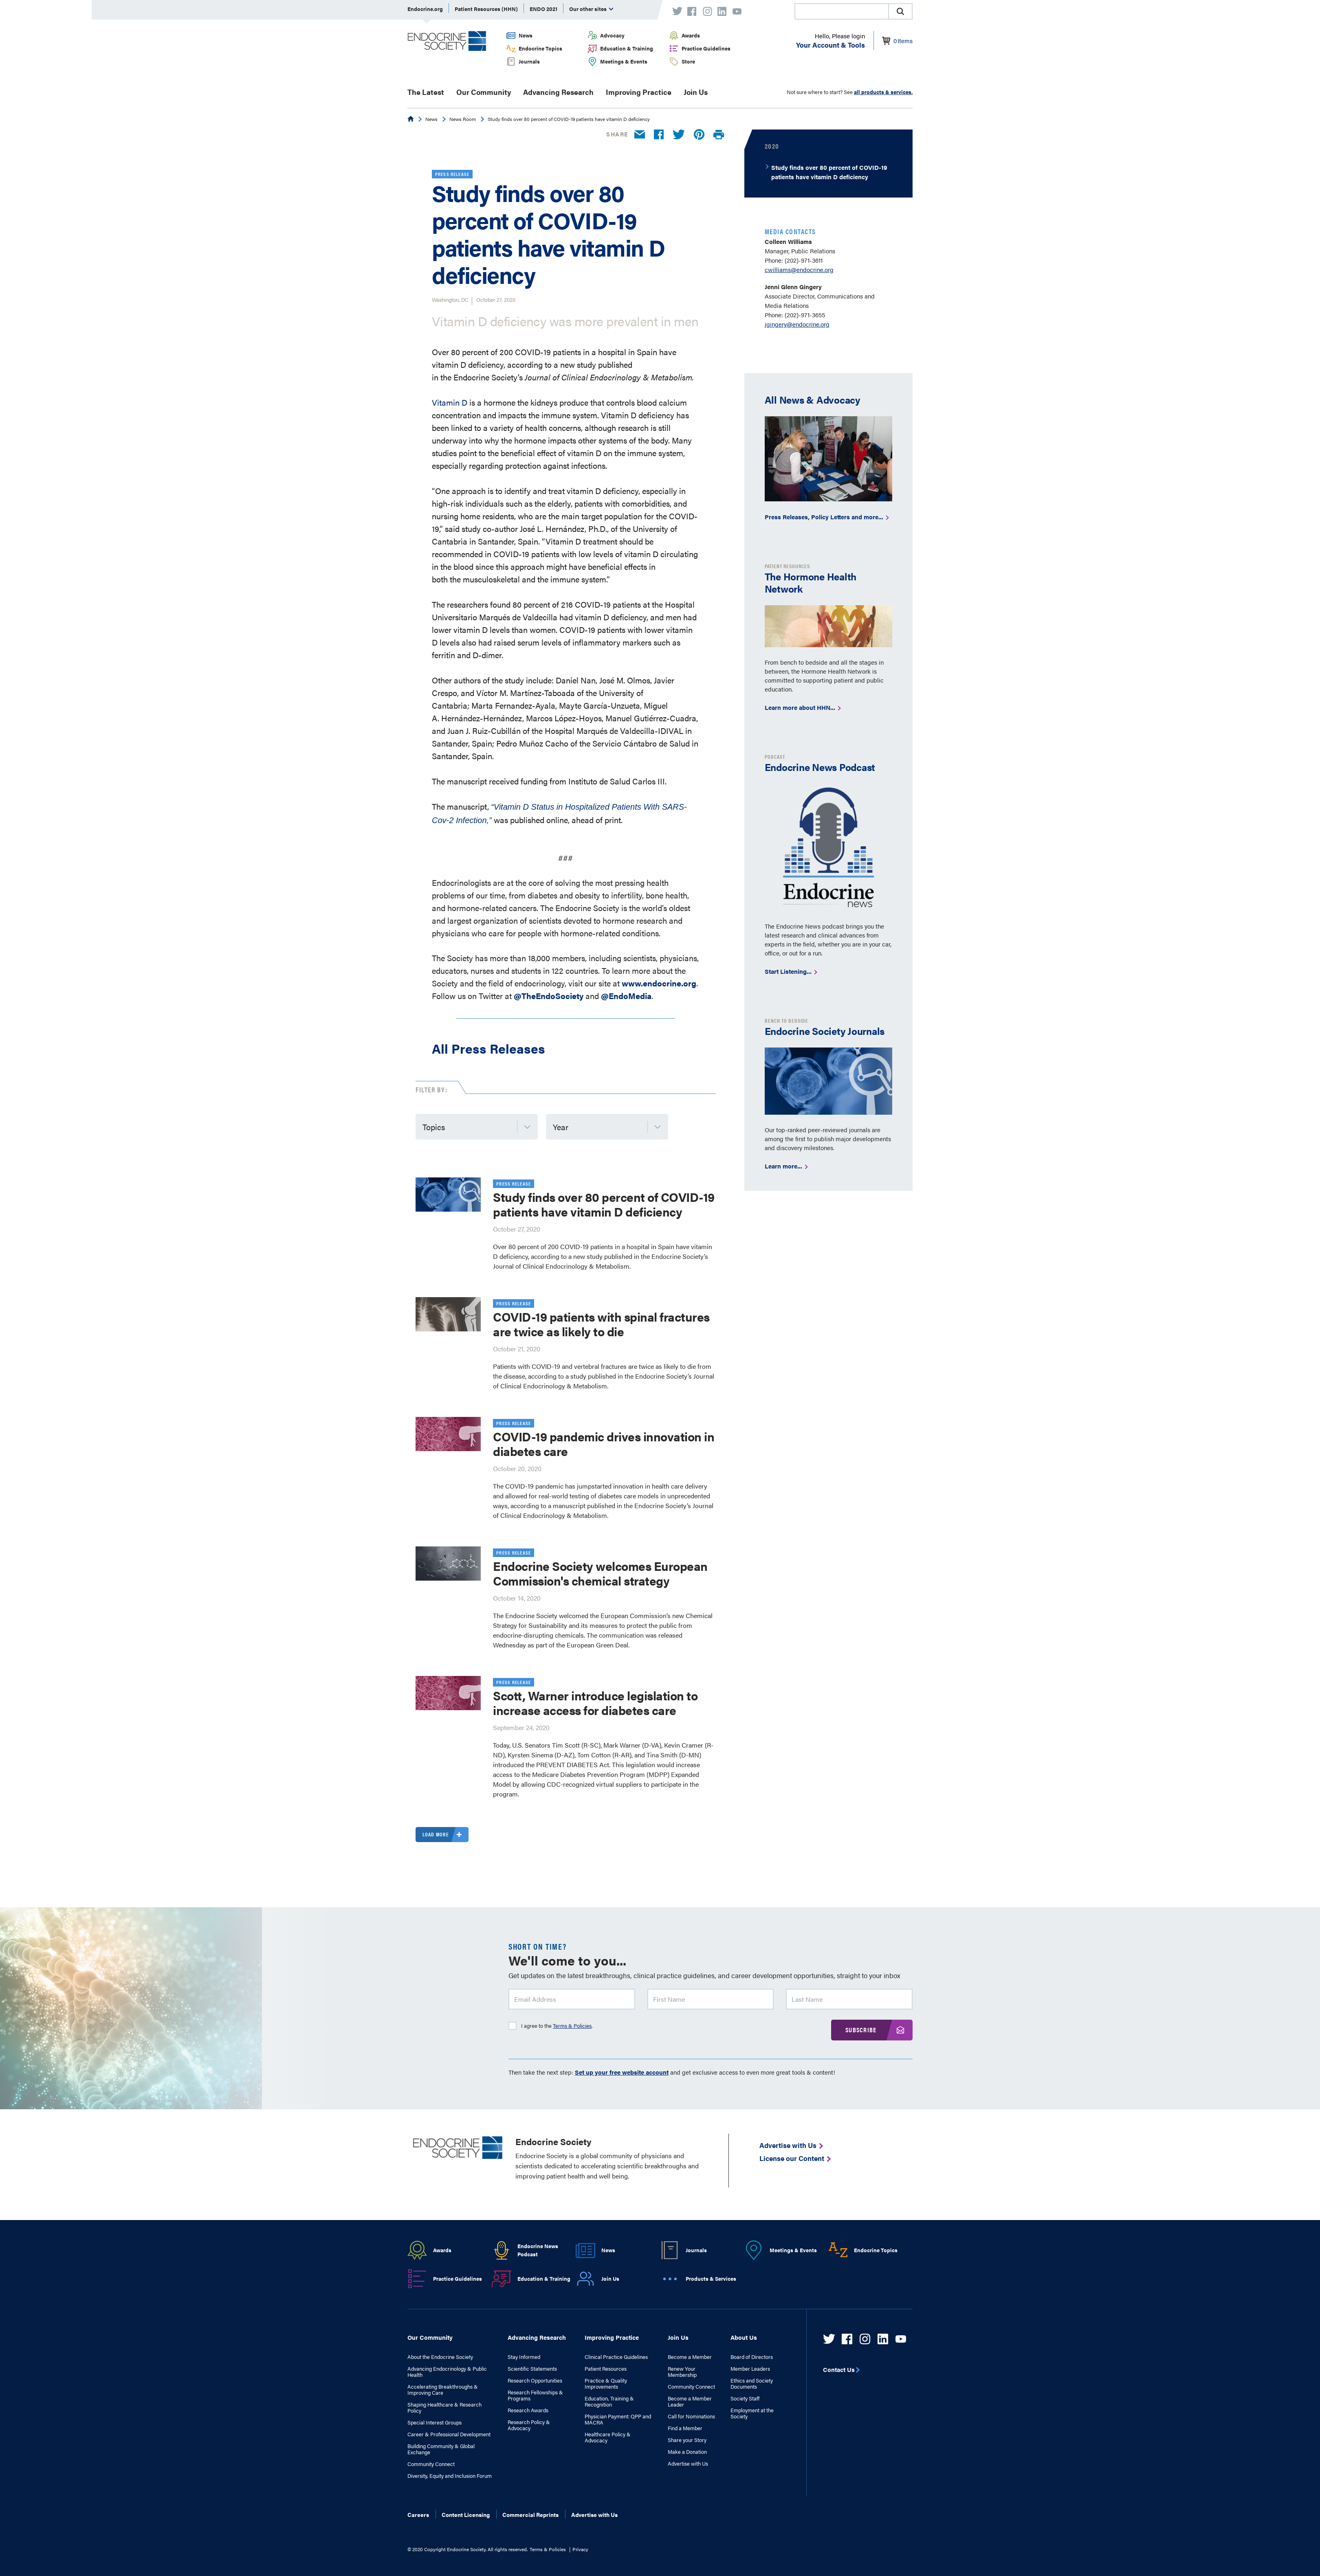 Endocrine.org
Patient Resources (HHN)
ENDO 2021
Our other sites
ENDOCRINE
SOCIETY
News
Endocrine Topics
Journals
Advocacy
Education & Training
Meetings & Events
Awards
Practice Guidelines
Store
Hello, Please login
Your Account & Tools
0 Items
The Latest
Our Community
Advancing Research
Improving Practice
Join Us
Not sure where to start? See all products & services.
News
News Room
Study finds over 80 percent of COVID-19 patients have vitamin D deficiency
SHARE
PRESS RELEASE
Study finds over 80
percent of COVID-19
patients have vitamin D
deficiency
Washington, DC
October 27, 2020
Vitamin D deficiency was more prevalent in men
Over 80 percent of 200 COVID-19 patients in a hospital in Spain have
vitamin D deficiency, according to a new study published
in the Endocrine Society's Journal of Clinical Endocrinology & Metabolism.
Vitamin D is a hormone the kidneys produce that controls blood calcium
concentration and impacts the immune system. Vitamin D deficiency has
been linked to a variety of health concerns, although research is still
underway into why the hormone impacts other systems of the body. Many
studies point to the beneficial effect of vitamin D on the immune system,
especially regarding protection against infections.
"One approach is to identify and treat vitamin D deficiency, especially in
high-risk individuals such as the elderly, patients with comorbidities, and
nursing home residents, who are the main target population for the COVID-
19," said study co-author José L. Hernández, Ph.D., of the University of
Cantabria in Santander, Spain. "Vitamin D treatment should be
recommended in COVID-19 patients with low levels of vitamin D circulating
in the blood since this approach might have beneficial effects in
both the musculoskeletal and the immune system."
The researchers found 80 percent of 216 COVID-19 patients at the Hospital
Universitario Marqués de Valdecilla had vitamin D deficiency, and men had
lower vitamin D levels than women. COVID-19 patients with lower vitamin
D levels also had raised serum levels of inflammatory markers such as
ferritin and D-dimer.
Other authors of the study include: Daniel Nan, José M. Olmos, Javier
Crespo, and Víctor M. Martínez-Taboada of the University of
Cantabria; Marta Fernandez-Ayala, Mayte García-Unzueta, Miguel
A. Hernández-Hernández, Marcos López-Hoyos, Manuel Gutiérrez-Cuadra,
and Juan J. Ruiz-Cubillán of the Hospital Marqués de Valdecilla-IDIVAL in
Santander, Spain; Pedro Muñoz Cacho of the Servicio Cántabro de Salud in
Santander, Spain.
The manuscript received funding from Instituto de Salud Carlos III.
The manuscript, "Vitamin D Status in Hospitalized Patients With SARS-
Cov-2 Infection," was published online, ahead of print.
###
Endocrinologists are at the core of solving the most pressing health
problems of our time, from diabetes and obesity to infertility, bone health,
and hormone-related cancers. The Endocrine Society is the world's oldest
and largest organization of scientists devoted to hormone research and
physicians who care for people with hormone-related conditions.
The Society has more than 18,000 members, including scientists, physicians,
educators, nurses and students in 122 countries. To learn more about the
Society and the field of endocrinology, visit our site at www.endocrine.org.
Follow us on Twitter at @TheEndoSociety and @EndoMedia.
2020
Study finds over 80 percent of COVID-19
patients have vitamin D deficiency
MEDIA CONTACTS
Colleen Williams
Manager, Public Relations
Phone: (202)-971-3611
cwilliams@endocrine.org
Jenni Glenn Gingery
Associate Director, Communications and
Media Relations
Phone: (202)-971-3655
jgingery@endocrine.org
All News & Advocacy
Press Releases, Policy Letters and more...
PATIENT RESOURCES
The Hormone Health
Network
From bench to bedside and all the stages in
between, the Hormone Health Network is
committed to supporting patient and public
education.
Learn more about HHN...
PODCAST
Endocrine News Podcast
Endocrine
news
The Endocrine News podcast brings you the
latest research and clinical advances from
experts in the field, whether you are in your car,
office, or out for a run.
Start Listening...
BENCH TO BEDSIDE
Endocrine Society Journals
Our top-ranked peer-reviewed journals are
among the first to publish major developments
and discovery milestones.
Learn more...
All Press Releases
FILTER BY:
Topics
Year
PRESS RELEASE
Study finds over 80 percent of COVID-19
patients have vitamin D deficiency
October 27, 2020
Over 80 percent of 200 COVID-19 patients in a hospital in Spain have vitamin
D deficiency, according to a new study published in the Endocrine Society's
Journal of Clinical Endocrinology & Metabolism.
PRESS RELEASE
COVID-19 patients with spinal fractures
are twice as likely to die
October 21, 2020
Patients with COVID-19 and vertebral fractures are twice as likely to die from
the disease, according to a study published in the Endocrine Society's Journal
of Clinical Endocrinology & Metabolism.
PRESS RELEASE
COVID-19 pandemic drives innovation in
diabetes care
October 20, 2020
The COVID-19 pandemic has jumpstarted innovation in health care delivery
and allowed for real-world testing of diabetes care models in unprecedented
ways, according to a manuscript published in the Endocrine Society's Journal
of Clinical Endocrinology & Metabolism.
PRESS RELEASE
Endocrine Society welcomes European
Commission's chemical strategy
October 14, 2020
The Endocrine Society welcomed the European Commission's new Chemical
Strategy for Sustainability and its measures to protect the public from
endocrine-disrupting chemicals. The communication was released
Wednesday as part of the European Green Deal.
PRESS RELEASE
Scott, Warner introduce legislation to
increase access for diabetes care
September 24, 2020
Today, U.S. Senators Tim Scott (R-SC), Mark Warner (D-VA), Kevin Cramer (R-
ND), Kyrsten Sinema (D-AZ), Tom Cotton (R-AR), and Tina Smith (D-MN)
introduced the PREVENT DIABETES Act. This legislation would increase
access to the Medicare Diabetes Prevention Program (MDPP) Expanded
Model by allowing CDC-recognized virtual suppliers to participate in the
program.
LOAD MORE
SHORT ON TIME?
We'll come to you...
Get updates on the latest breakthroughs, clinical practice guidelines, and career development opportunities, straight to your inbox
Email Address
First Name
Last Name
I agree to the Terms & Policies.
SUBSCRIBE
Then take the next step: Set up your free website account and get exclusive access to even more great tools & content!
ENDOCRINE
SOCIETY
Endocrine Society
Endocrine Society is a global community of physicians and
scientists dedicated to accelerating scientific breakthroughs and
improving patient health and well being.
Advertise with Us
License our Content
Awards
Endocrine News
Podcast
News
Journals
Meetings & Events
Endocrine Topics
Practice Guidelines
Education & Training
Join Us
Products & Services
Our Community
About the Endocrine Society
Advancing Endocrinology & Public
Health
Accelerating Breakthroughs &
Improving Care
Shaping Healthcare & Research
Policy
Special Interest Groups
Career & Professional Development
Building Community & Global
Exchange
Community Connect
Diversity, Equity and Inclusion Forum
Advancing Research
Stay Informed
Scientific Statements
Research Opportunities
Research Fellowships &
Programs
Research Awards
Research Policy &
Advocacy
Improving Practice
Clinical Practice Guidelines
Patient Resources
Practice & Quality
Improvements
Education, Training &
Recognition
Physician Payment: QPP and
MACRA
Healthcare Policy &
Advocacy
Join Us
Become a Member
Renew Your
Membership
Community Connect
Become a Member
Leader
Call for Nominations
Find a Member
Share your Story
Make a Donation
Advertise with Us
About Us
Board of Directors
Member Leaders
Ethics and Society
Documents
Society Staff
Employment at the
Society
Contact Us
Careers
Content Licensing
Commercial Reprints
Advertise with Us
© 2020 Copyright Endocrine Society. All rights reserved. Terms & Policies | Privacy